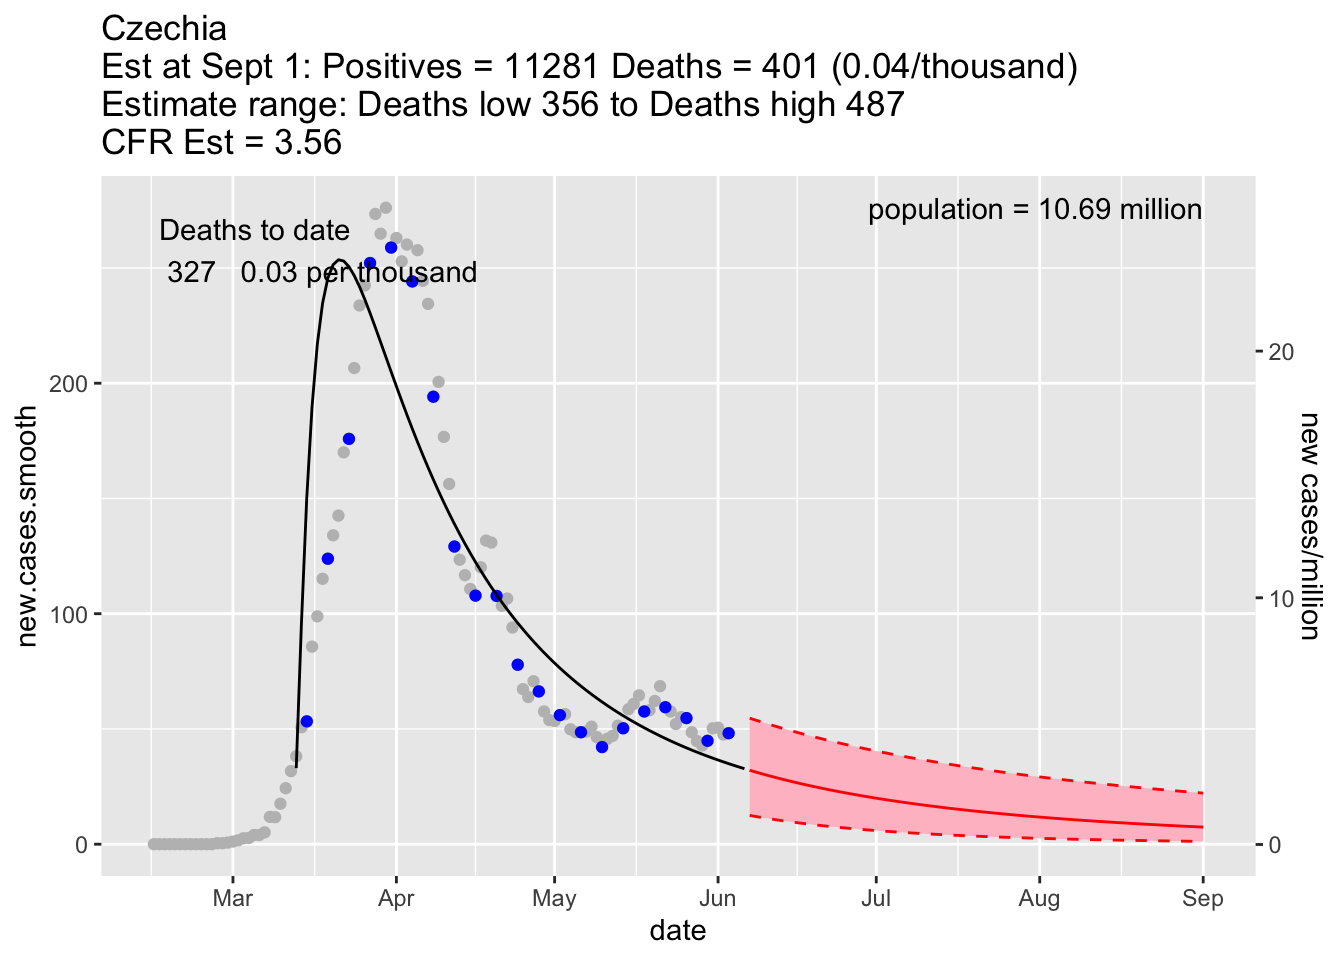 Czechia
Est at Sept 1: Positives = 11281 Deaths = 401 (0.04/thousand)
Estimate range: Deaths low 356 to Deaths high 487
CFR Est = 3.56
population = 10.69 million
Deaths to date
327 0.03 per thousand
new.cases.smooth
200
100
0
new cases/million
20
10
0
Mar Apr May Jun Jul Aug Sep
date